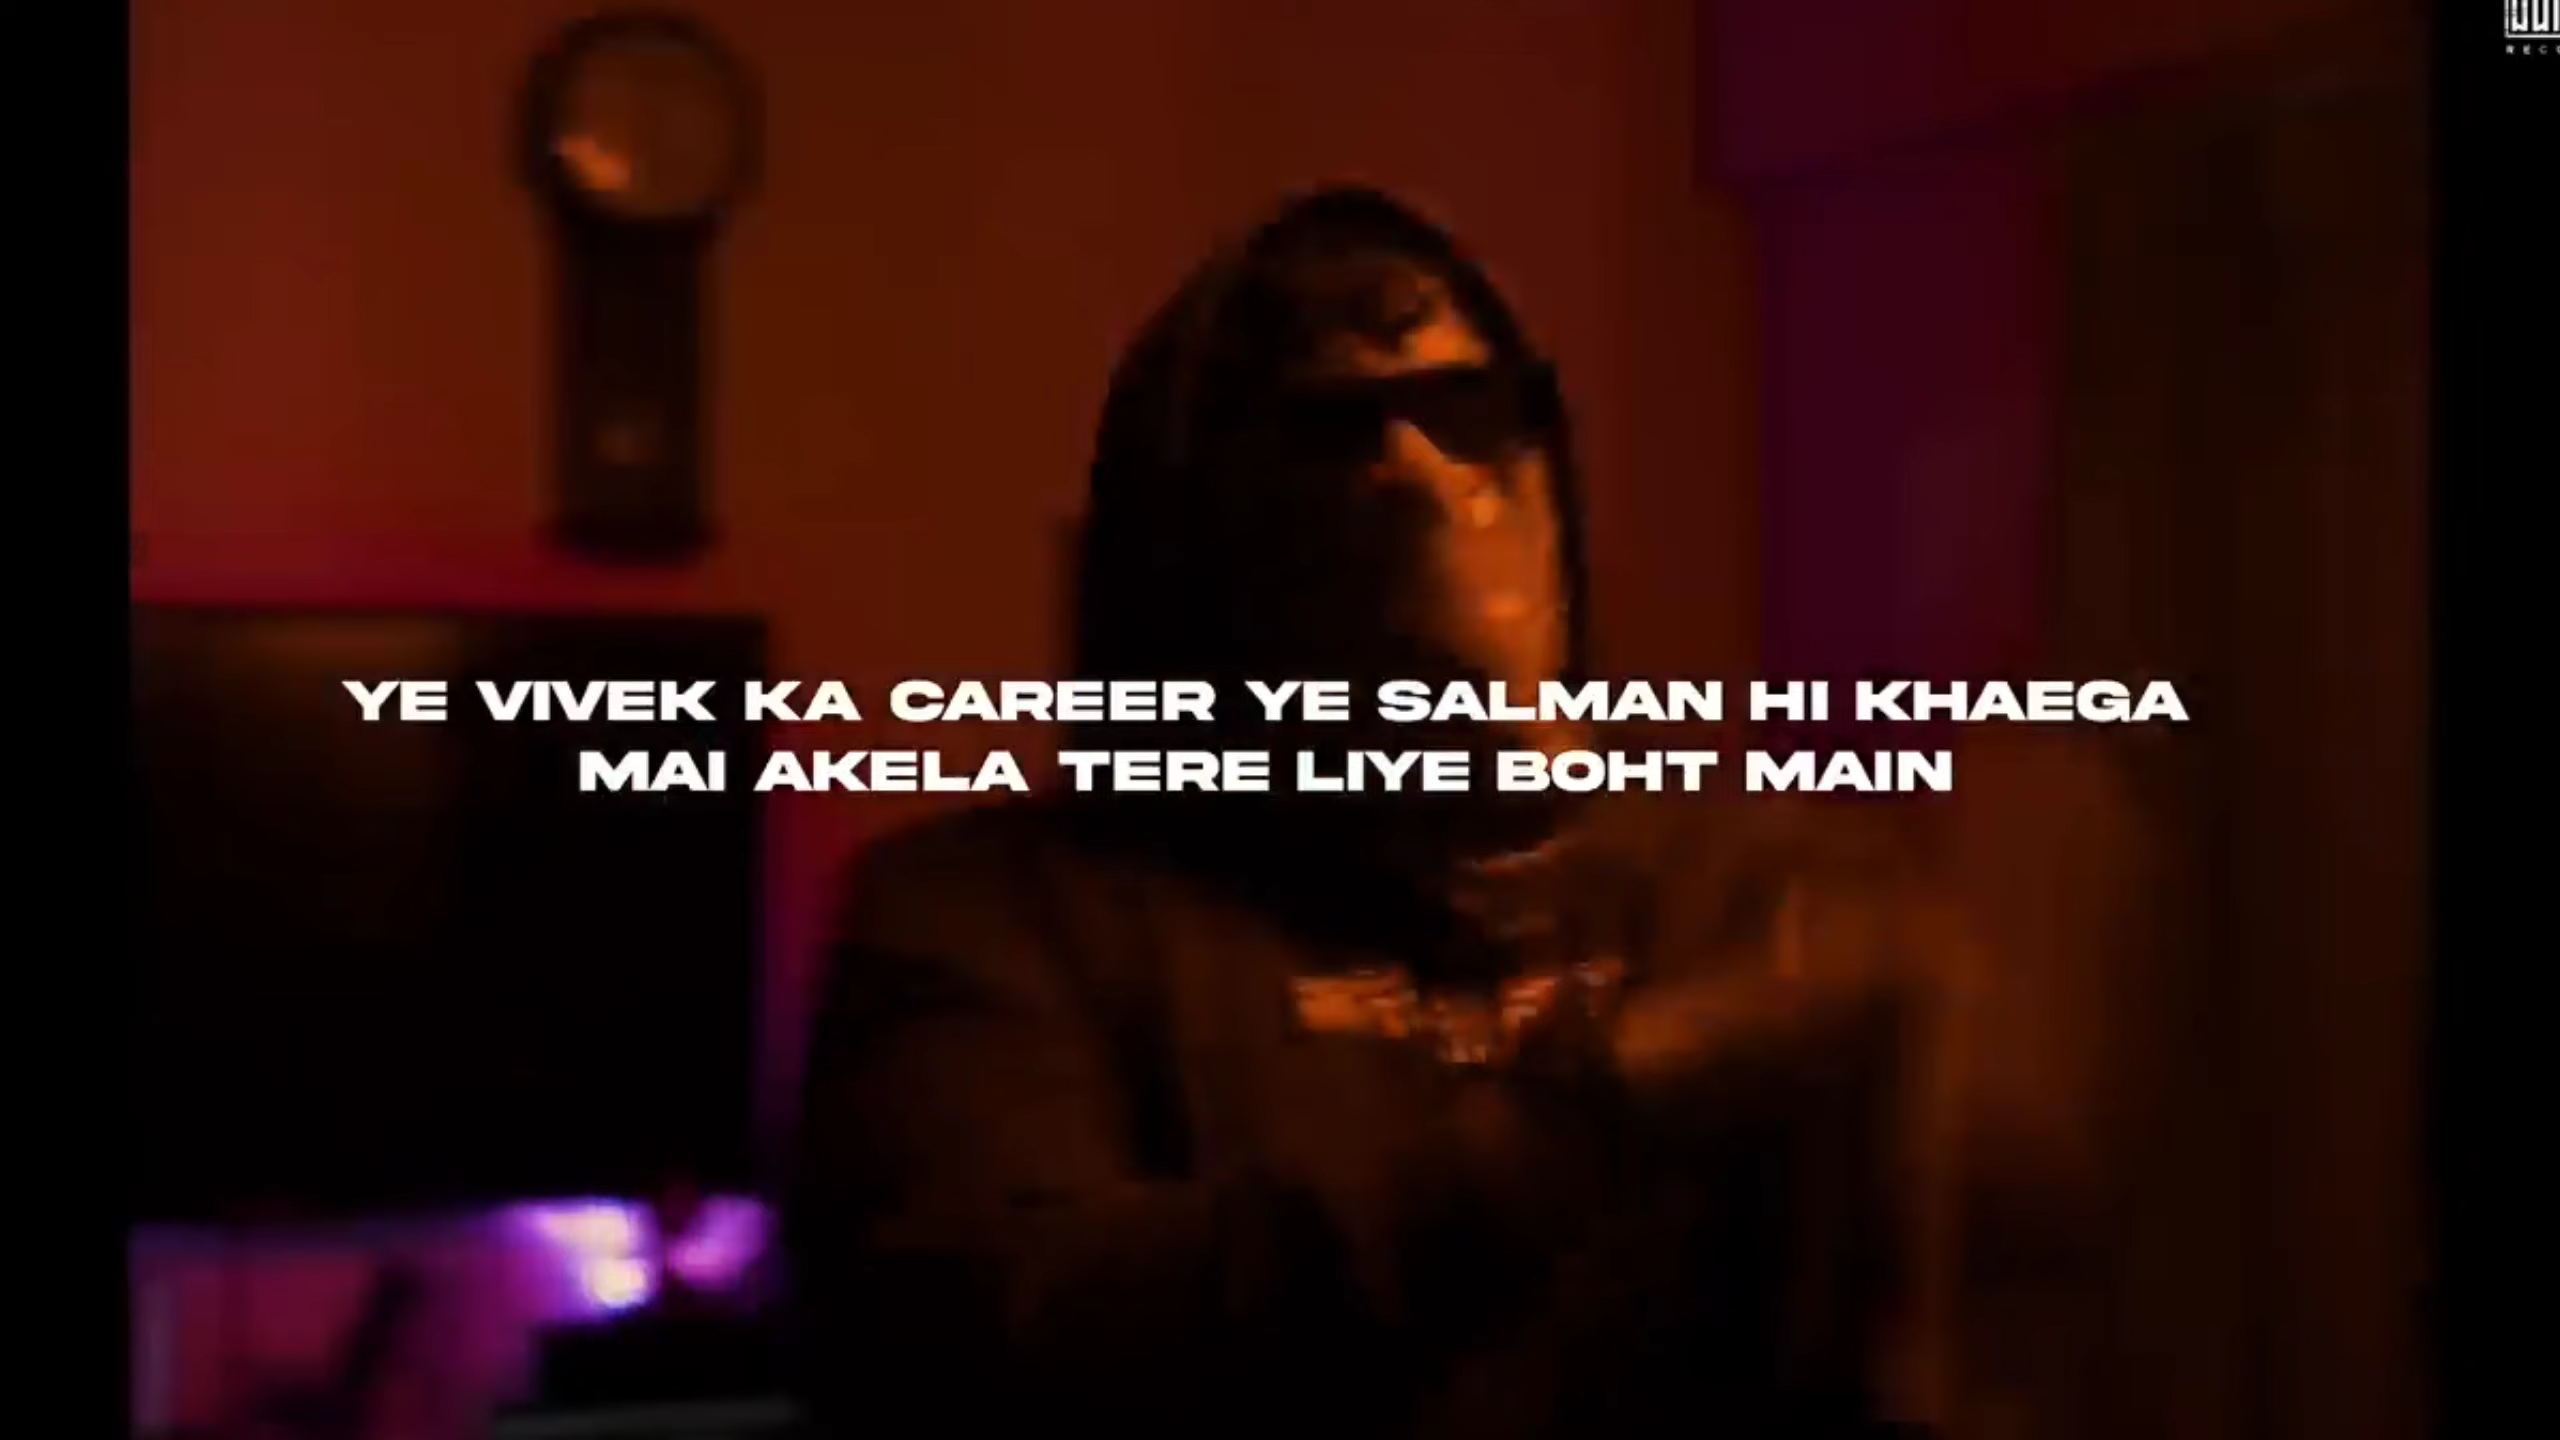 YE VIVEK KA CAREER YE SALMAN HI KHAEGA
MAI AKELA TERE LIYE BOHT MAIN